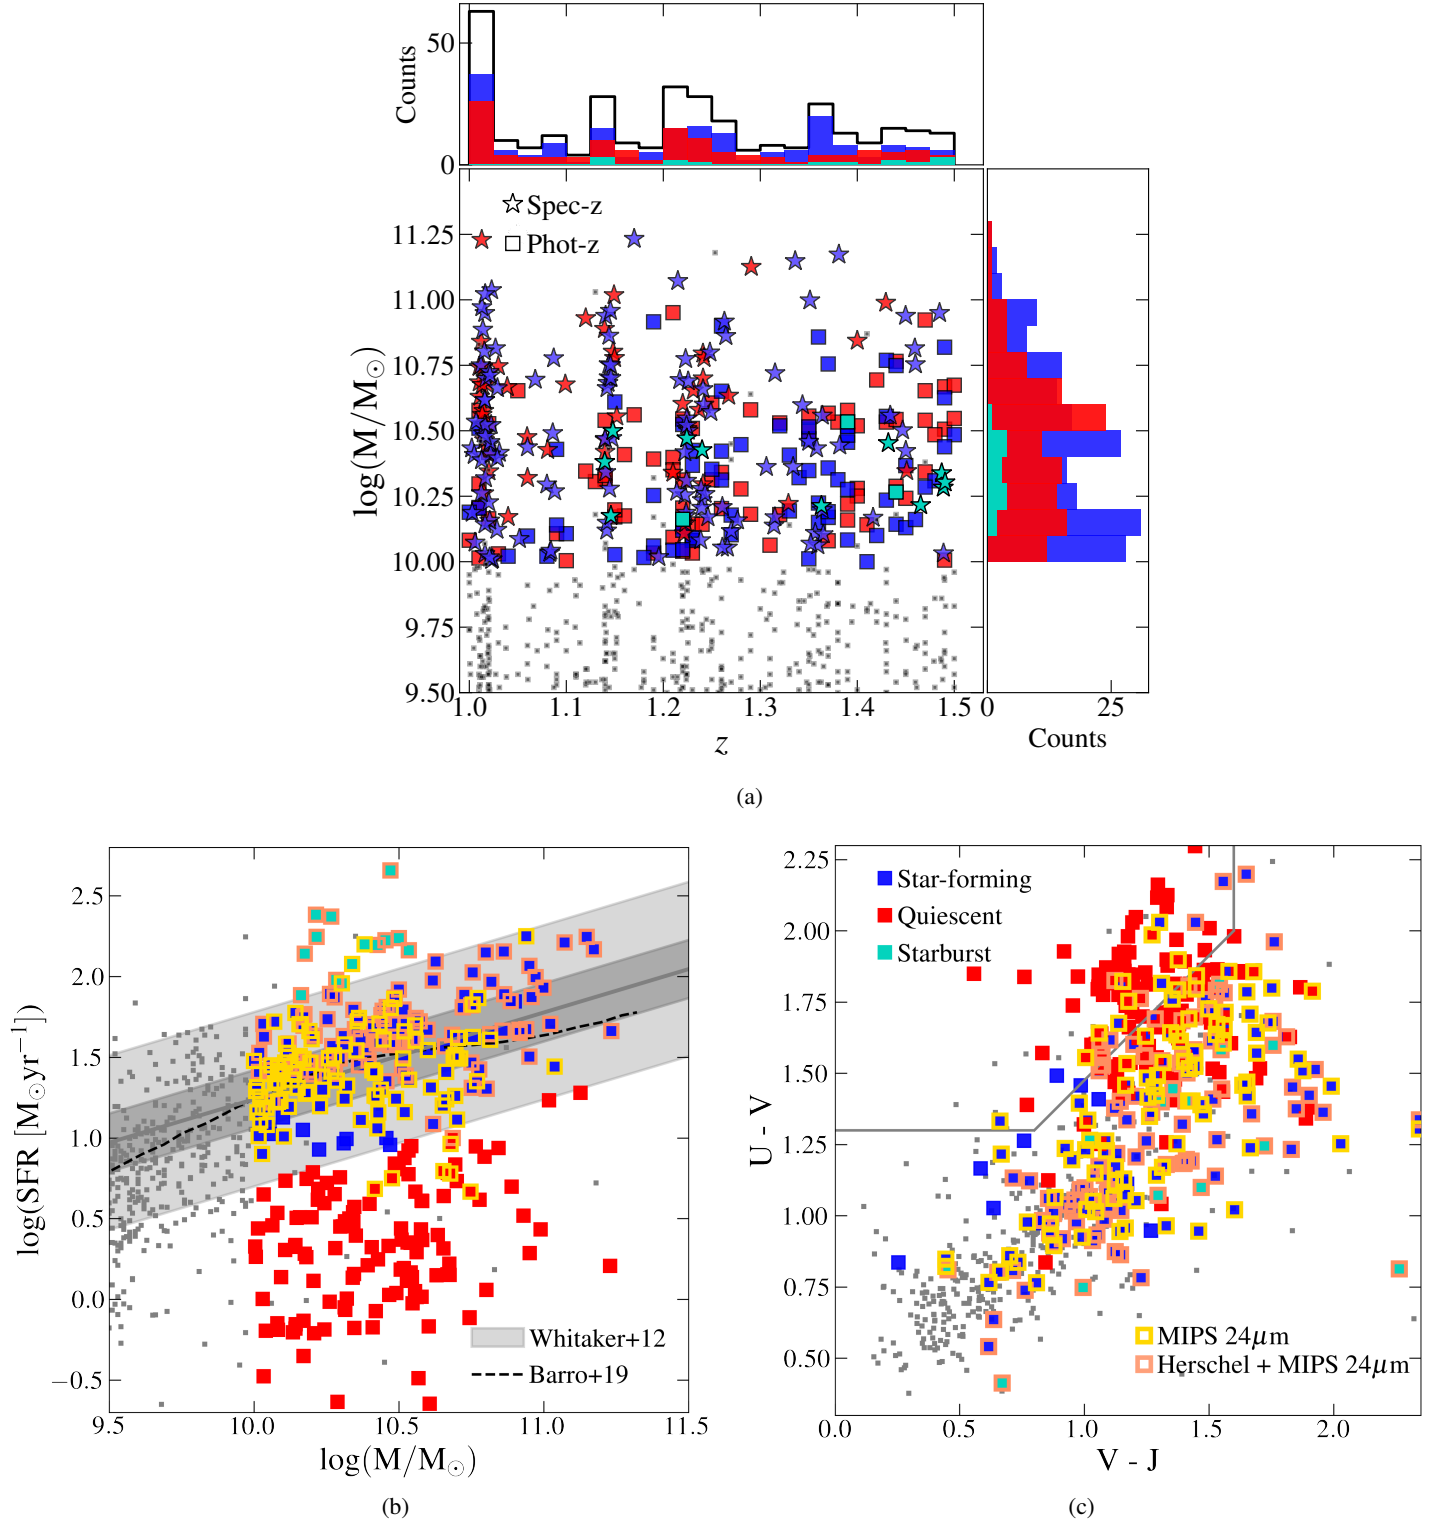 Counts
50
0
Spec-z
Phot-z
log(M/M⊙)
11.25
11.00
10.75
10.50
10.25
10.00
9.75
9.50
1.0
1.1
1.2
1.3
1.4
1.5
z
0
25
Counts
(a)
log(SFR [M⊙yr−1])
2.5
2.0
1.5
1.0
0.5
0.0
−0.5
Whitaker+12
Barro+19
9.5
10.0
10.5
11.0
11.5
log(M/M⊙)
(b)
U - V
2.25
2.00
1.75
1.50
1.25
1.00
0.75
0.50
Star-forming
Quiescent
Starburst
MIPS 24μm
Herschel + MIPS 24μm
0.0
0.5
1.0
1.5
2.0
V - J
(c)